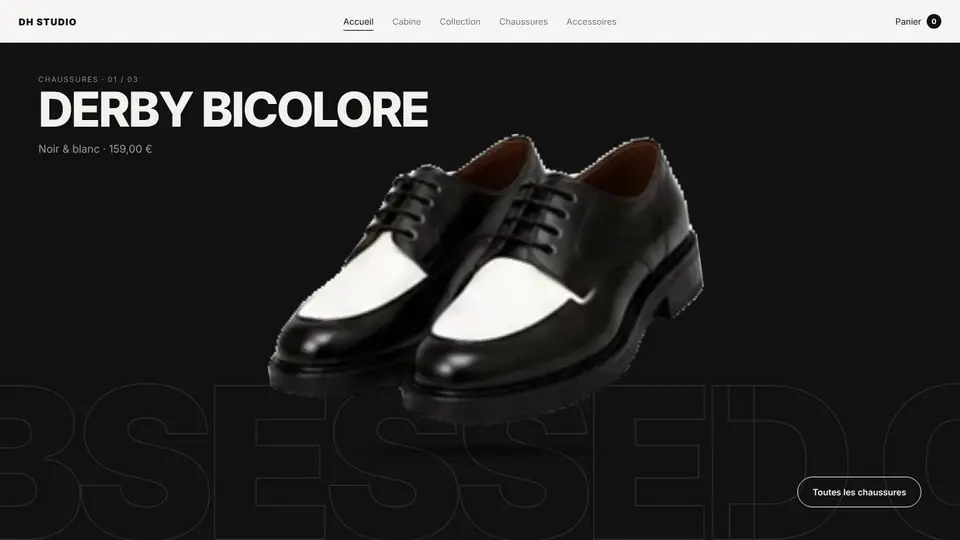 DH STUDIO
Accueil Cabine Collection Chaussures Accessoires
Panier 0
CHAUSSURES · 01 / 03
DERBY BICOLORE
Noir & blanc · 159,00 €
BSESSED O
Toutes les chaussures